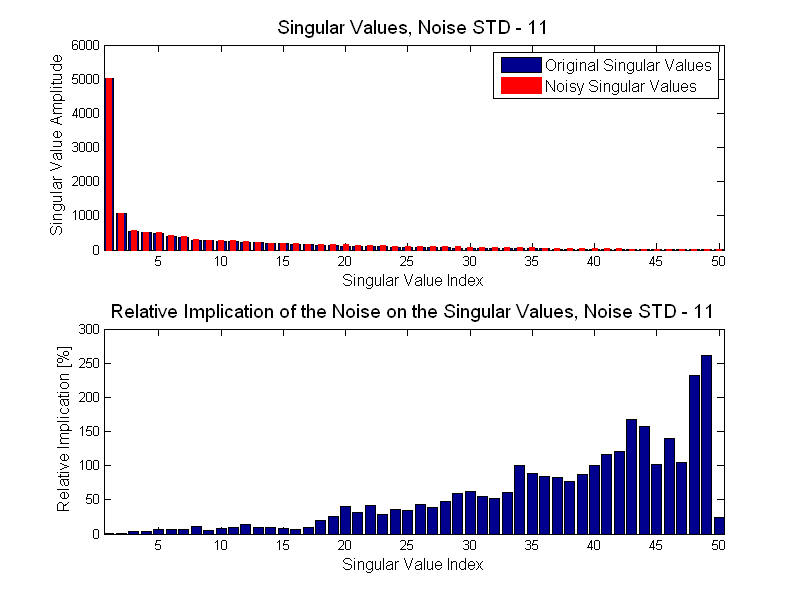 Singular Values, Noise STD - 11
6000
5000
4000
3000
2000
1000
0
Singular Value Amplitude
Original Singular Values
Noisy Singular Values
5 10 15 20 25 30 35 40 45 50
Singular Value Index
Relative Implication of the Noise on the Singular Values, Noise STD - 11
300
250
200
150
100
50
0
Relative Implication [%]
5 10 15 20 25 30 35 40 45 50
Singular Value Index